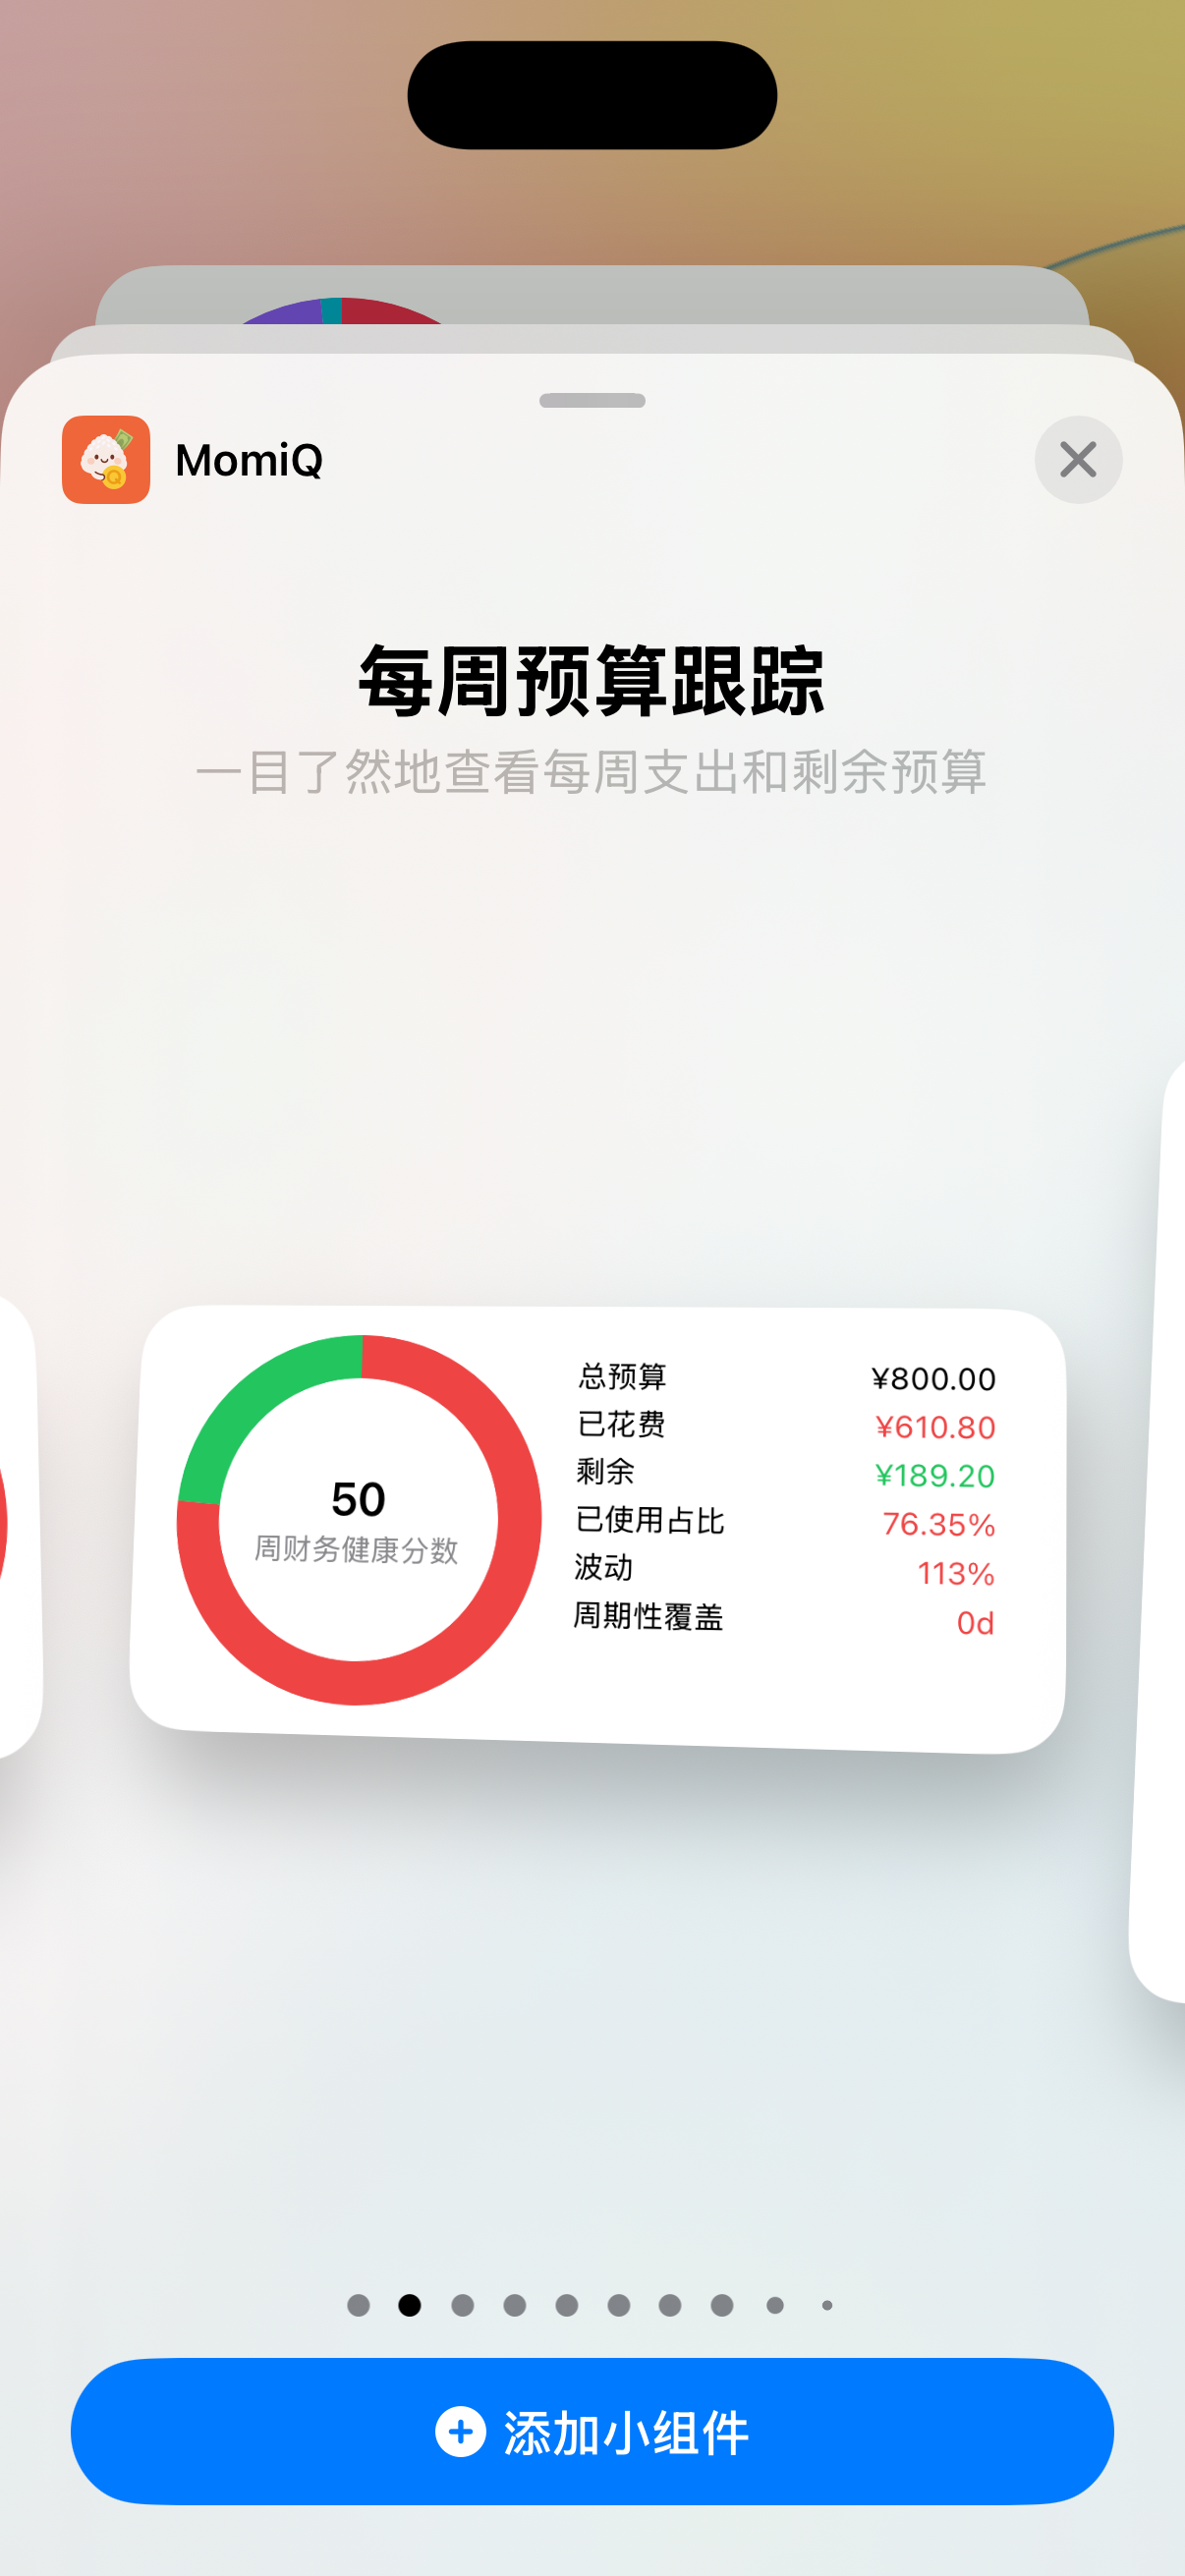 MomiQ
每周预算跟踪
一目了然地查看每周支出和剩余预算
50
周财务健康分数
总预算 ¥800.00
已花费 ¥610.80
剩余 ¥189.20
已使用占比 76.35%
波动 113%
周期性覆盖 0d
添加小组件